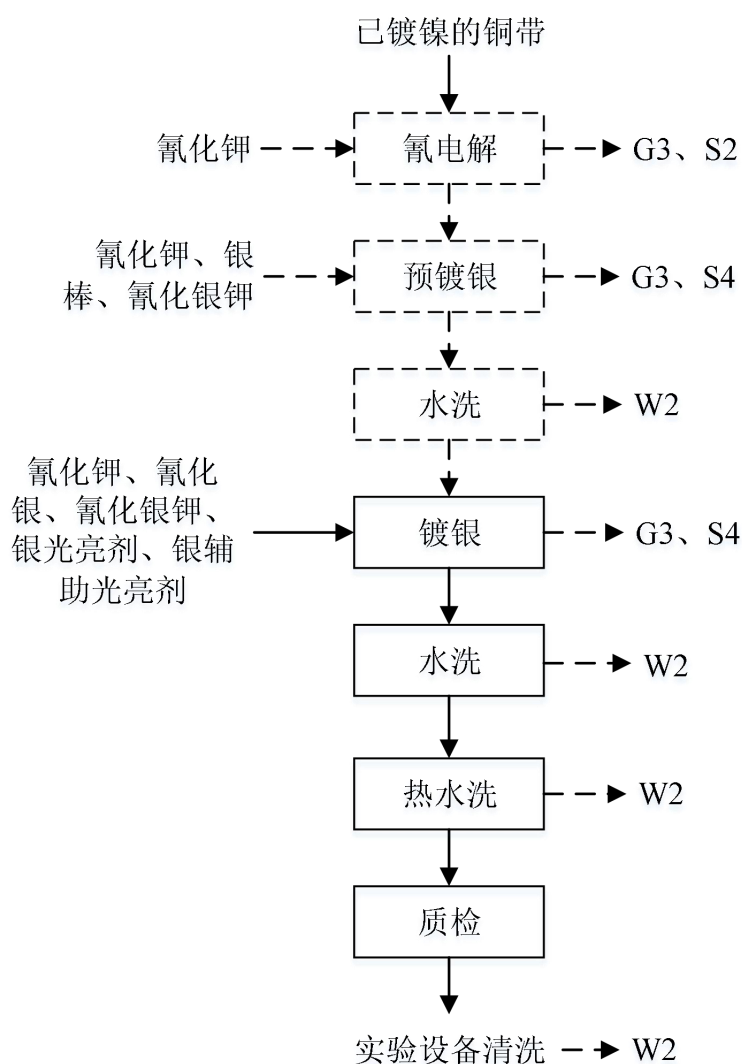 已镀镍的铜带
氰化钾
氰电解
G3、S2
氰化钾、银
棒、氰化银钾
预镀银
G3、S4
水洗
W2
氰化钾、氰化
银、氰化银钾、
银光亮剂、银辅
助光亮剂
镀银
G3、S4
水洗
W2
热水洗
W2
质检
实验设备清洗
W2